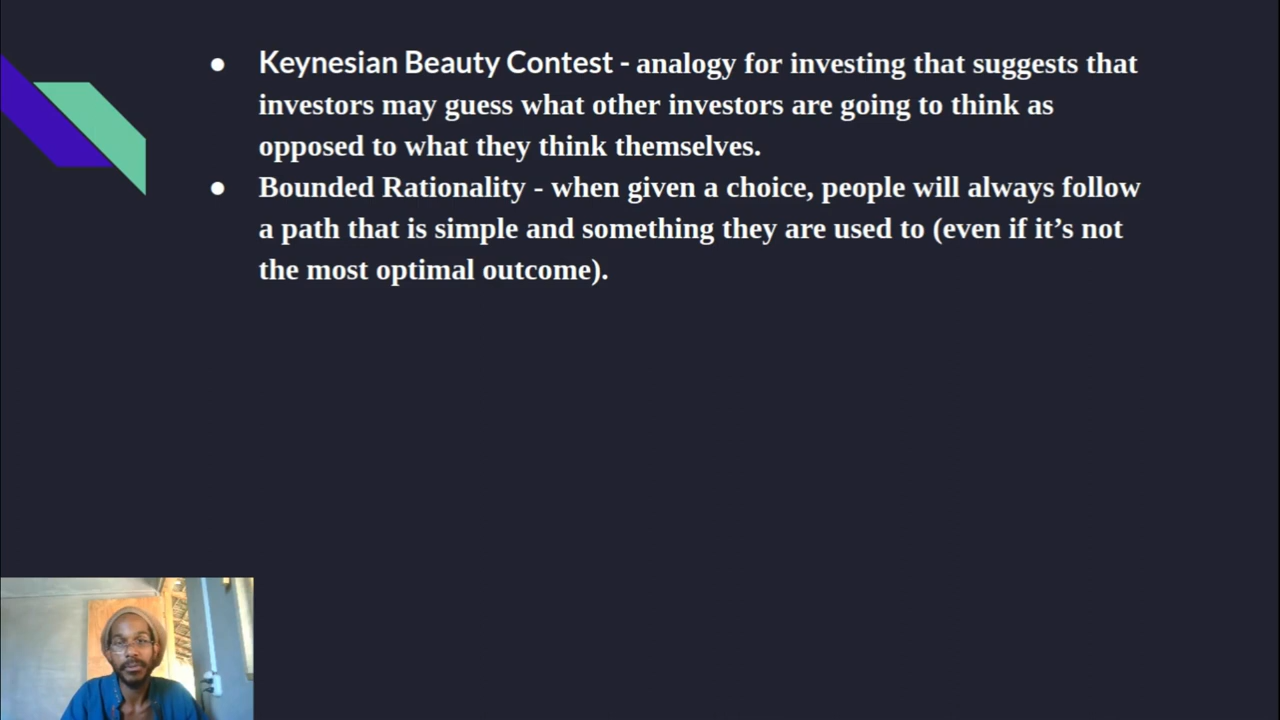 ● Keynesian Beauty Contest - analogy for investing that suggests that
investors may guess what other investors are going to think as
opposed to what they think themselves.
● Bounded Rationality - when given a choice, people will always follow
a path that is simple and something they are used to (even if it’s not
the most optimal outcome).